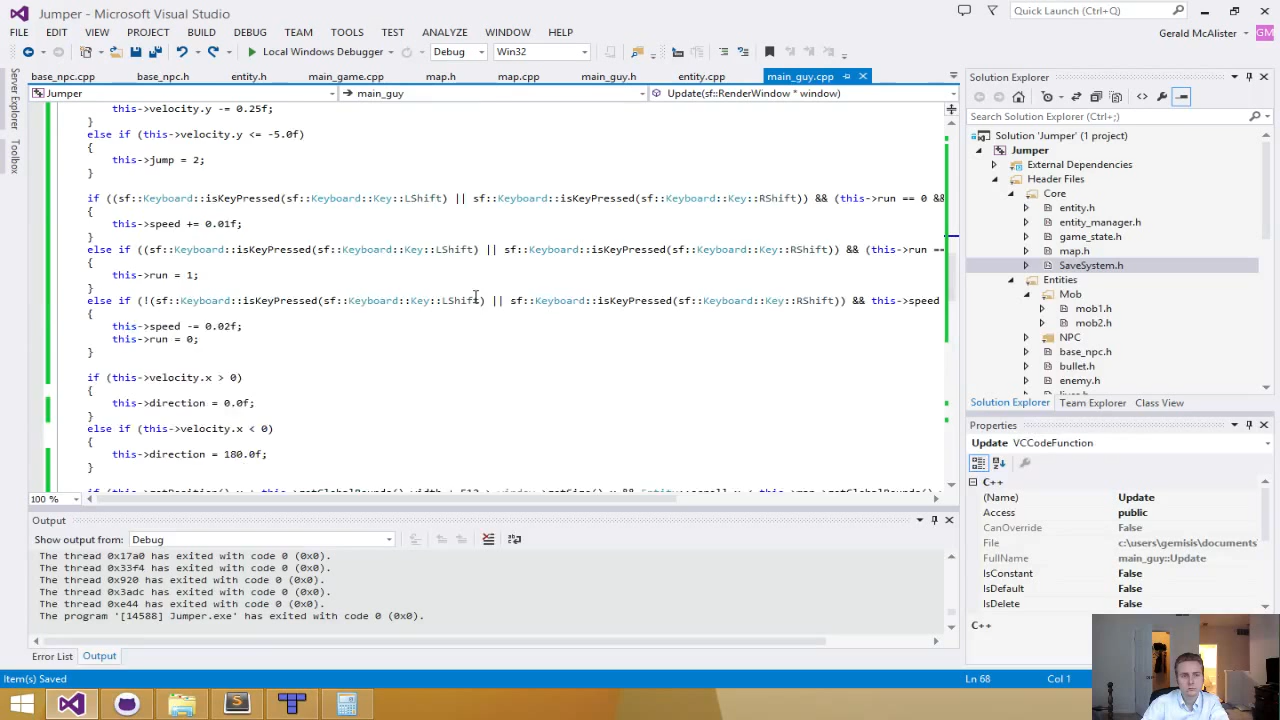 Jumper - Microsoft Visual Studio
Quick Launch (Ctrl+Q)
FILE EDIT VIEW PROJECT BUILD DEBUG TEAM TOOLS TEST ANALYZE WINDOW HELP
Gerald McAlister GM
Local Windows Debugger Debug Win32
Server Explorer
Toolbox
base_npc.cpp base_npc.h entity.h main_game.cpp map.h map.cpp main_guy.h entity.cpp main_guy.cpp
Jumper main_guy Update(sf::RenderWindow * window)
this->velocity.y -= 0.25f;
}
else if (this->velocity.y <= -5.0f)
{
this->jump = 2;
}
if ((sf::Keyboard::isKeyPressed(sf::Keyboard::Key::LShift) || sf::Keyboard::isKeyPressed(sf::Keyboard::Key::RShift)) && (this->run == 0 &&
{
this->speed += 0.01f;
}
else if ((sf::Keyboard::isKeyPressed(sf::Keyboard::Key::LShift) || sf::Keyboard::isKeyPressed(sf::Keyboard::Key::RShift)) && (this->run ==
{
this->run = 1;
}
else if (!(sf::Keyboard::isKeyPressed(sf::Keyboard::Key::LShift) || sf::Keyboard::isKeyPressed(sf::Keyboard::Key::RShift)) && this->speed
{
this->speed -= 0.02f;
this->run = 0;
}
if (this->velocity.x > 0)
{
this->direction = 0.0f;
}
else if (this->velocity.x < 0)
{
this->direction = 180.0f;
}
100 %
Output
Show output from: Debug
The thread 0x17a0 has exited with code 0 (0x0).
The thread 0x33f4 has exited with code 0 (0x0).
The thread 0x920 has exited with code 0 (0x0).
The thread 0x3adc has exited with code 0 (0x0).
The thread 0xe44 has exited with code 0 (0x0).
The program '[14588] Jumper.exe' has exited with code 0 (0x0).
Error List Output
Item(s) Saved
Ln 68 Col 1
Solution Explorer
Search Solution Explorer (Ctrl+;)
Solution 'Jumper' (1 project)
Jumper
External Dependencies
Header Files
Core
entity.h
entity_manager.h
game_state.h
map.h
SaveSystem.h
Entities
Mob
mob1.h
mob2.h
NPC
base_npc.h
bullet.h
enemy.h
Solution Explorer Team Explorer Class View
Properties
Update VCCodeFunction
C++
(Name) Update
Access public
CanOverride False
File c:\users\gemisis\documents
FullName main_guy::Update
IsConstant False
IsDefault False
IsDelete False
C++